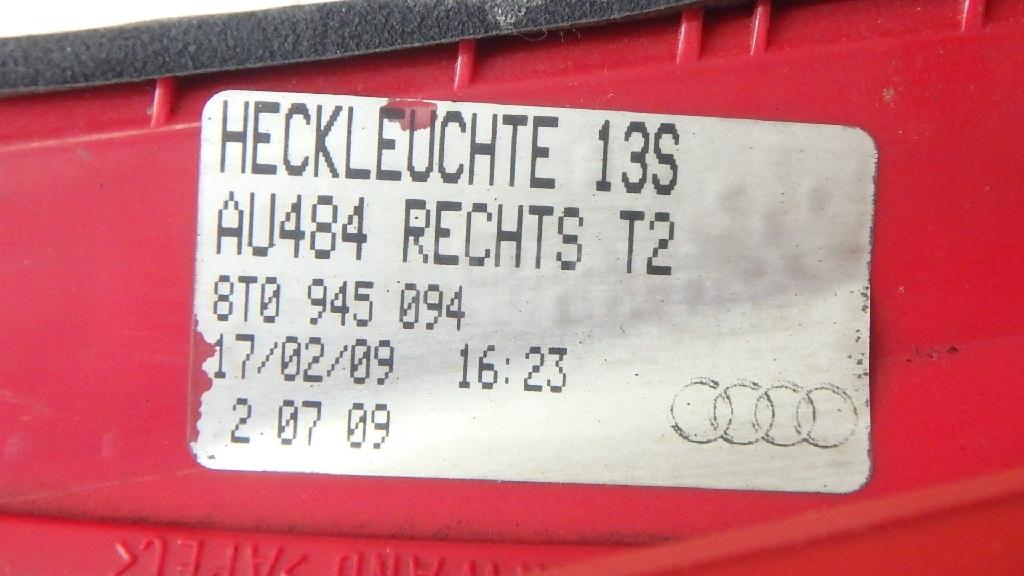 HECKLEUCHTE 13S
AU484 RECHTS T2
8T0 945 094
17/02/09 16:23
2 07 09